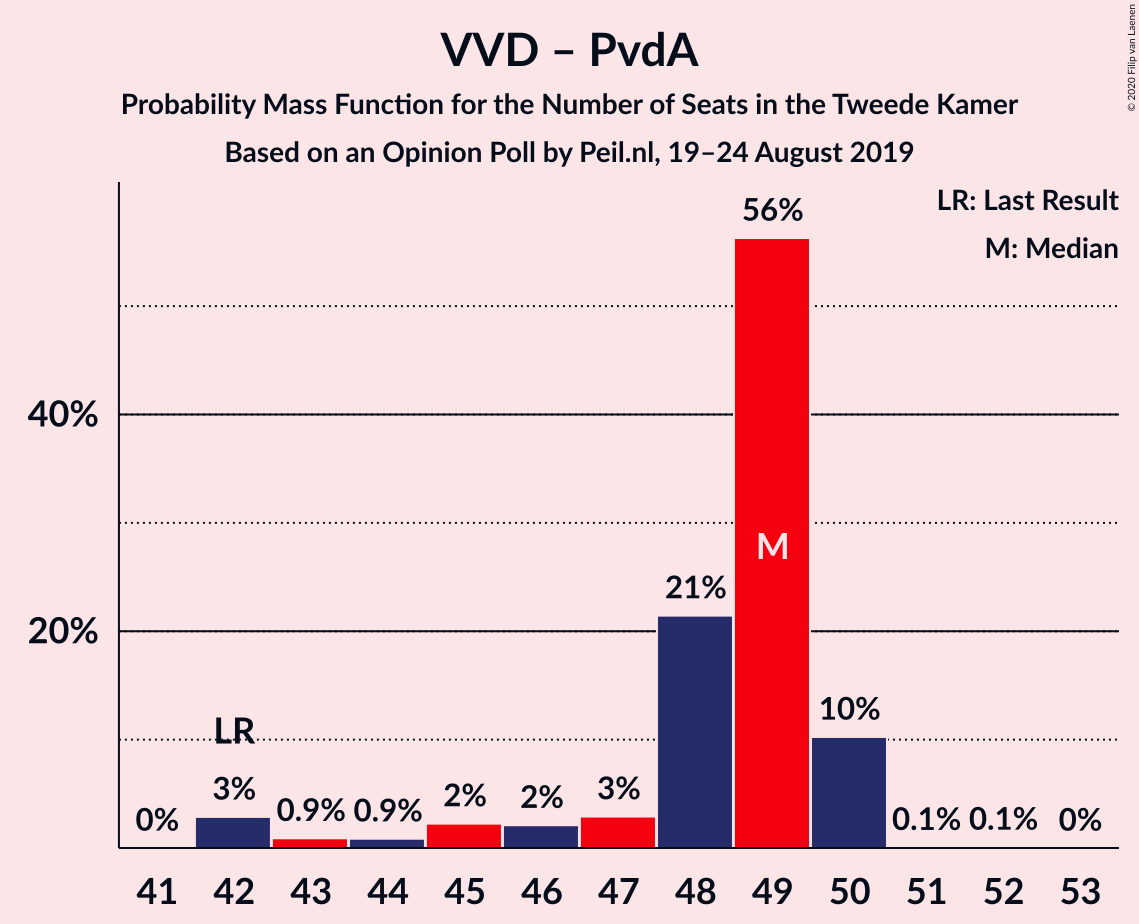 VVD – PvdA
Probability Mass Function for the Number of Seats in the Tweede Kamer
Based on an Opinion Poll by Peil.nl, 19–24 August 2019
© 2020 Filip van Laenen
LR: Last Result
M: Median
56%
40%
M
21%
20%
10%
LR
0%
3%
0.9%
0.9%
2%
2%
3%
0.1%
0.1%
0%
41 42 43 44 45 46 47 48 49 50 51 52 53